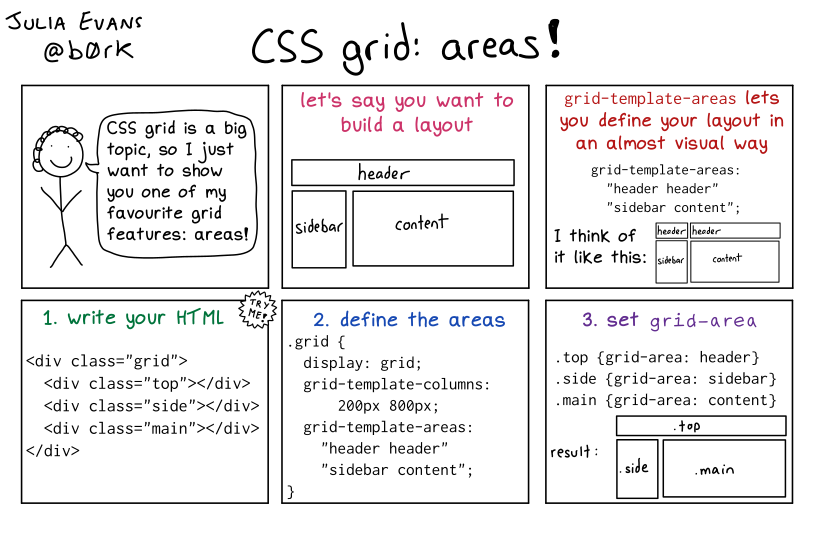 JULIA EVANS
@b0rk
CSS grid: areas!
CSS grid is a big
topic, so I just
want to show
you one of my
favourite grid
features: areas!
let's say you want to
build a layout
header
sidebar
content
grid-template-areas lets
you define your layout in
an almost visual way
grid-template-areas:
"header header"
"sidebar content";
I think of
it like this:
header
header
sidebar
content
1. write your HTML
TRY
ME!
<div class="grid">
<div class="top"></div>
<div class="side"></div>
<div class="main"></div>
</div>
2. define the areas
.grid {
display: grid;
grid-template-columns:
200px 800px;
grid-template-areas:
"header header"
"sidebar content";
}
3. set grid-area
.top {grid-area: header}
.side {grid-area: sidebar}
.main {grid-area: content}
result:
.top
.side
.main